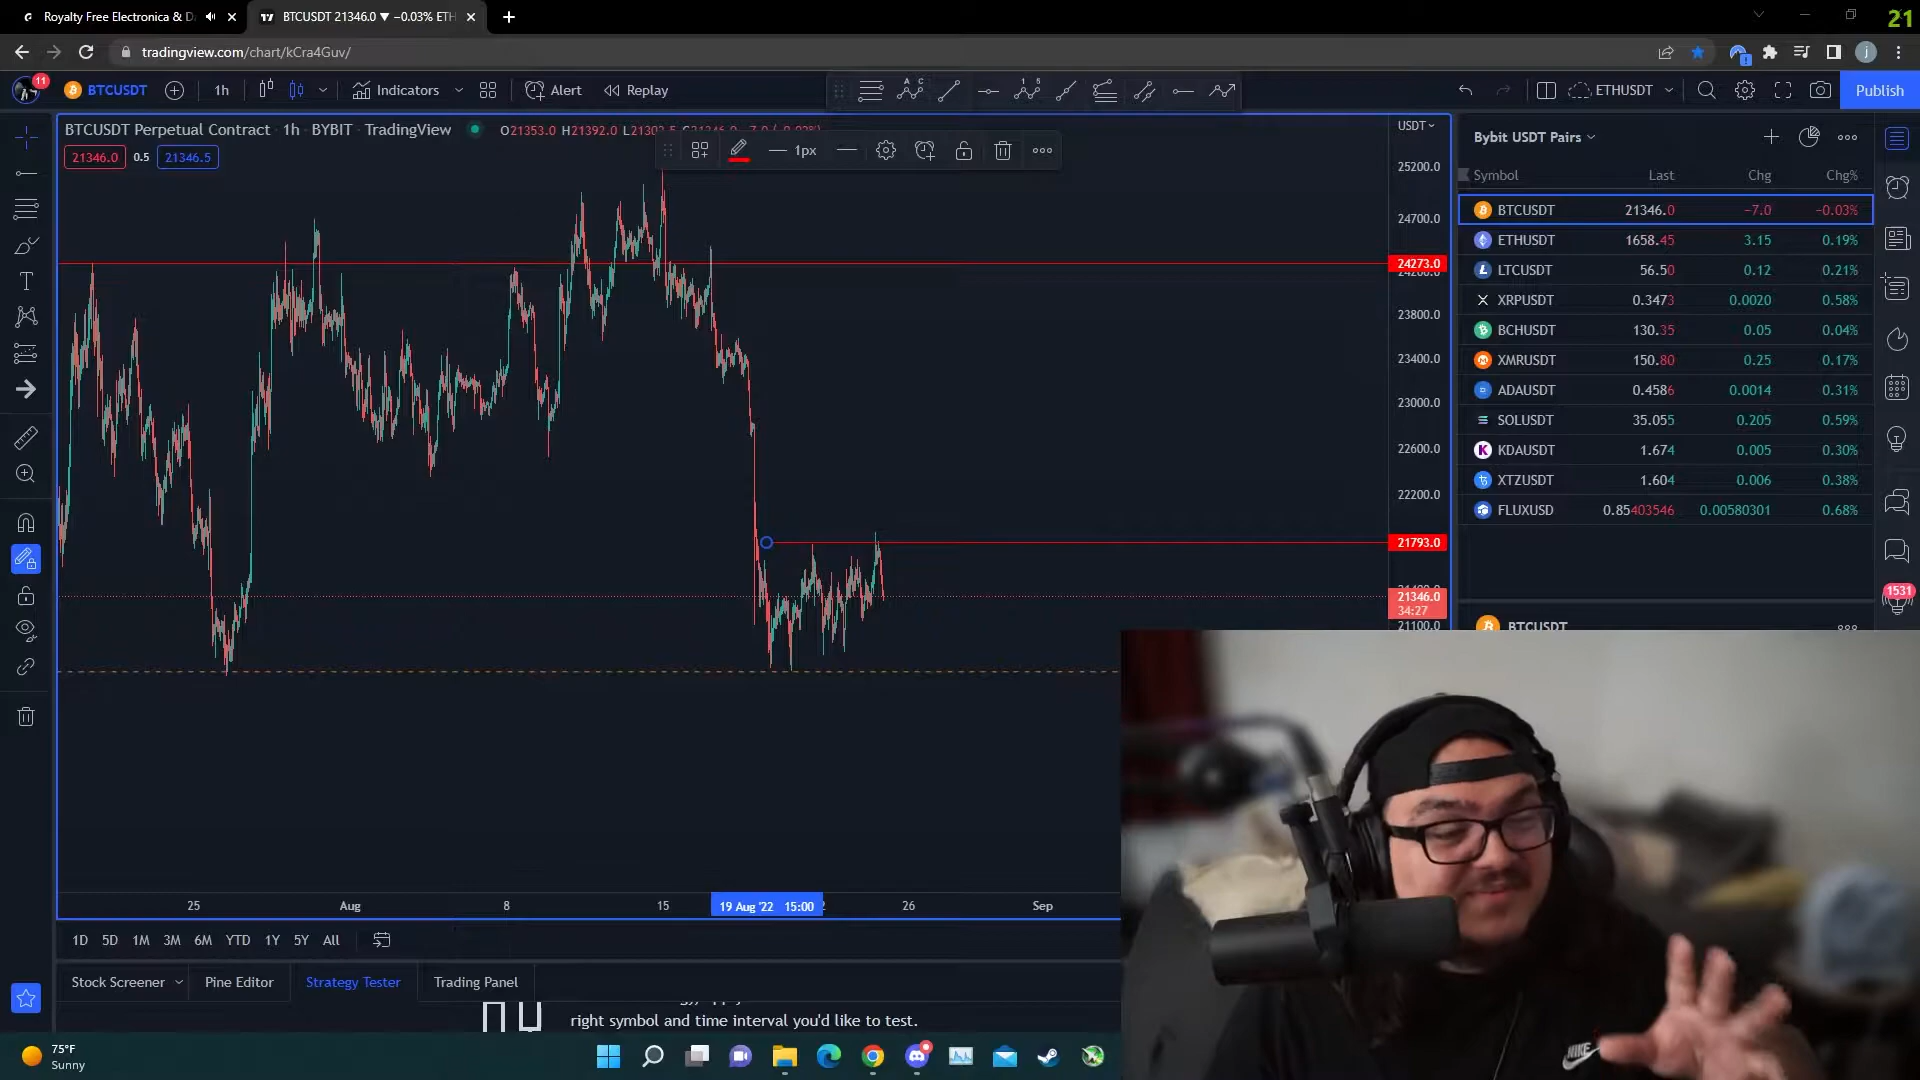 Royalty Free Electronica & D
BTCUSDT 21346.0 ▼ −0.03% ETH
21
tradingview.com/chart/kCra4Guv/
11
BTCUSDT
1h
Indicators
Alert
Replay
ETHUSDT
Publish
BTCUSDT Perpetual Contract · 1h · BYBIT · TradingView
O21353.0 H21392.0
21346.0
0.5
21346.5
1px
USDT
25200.0
24700.0
24273.0
23800.0
23400.0
23000.0
22600.0
22200.0
21793.0
21346.0
34:27
21100.0
Bybit USDT Pairs
Symbol Last Chg Chg%
BTCUSDT 21346.0 −7.0 −0.03%
ETHUSDT 1658.45 3.15 0.19%
LTCUSDT 56.50 0.12 0.21%
XRPUSDT 0.3473 0.0020 0.58%
BCHUSDT 130.35 0.05 0.04%
XMRUSDT 150.80 0.25 0.17%
ADAUSDT 0.4586 0.0014 0.31%
SOLUSDT 35.055 0.205 0.59%
KDAUSDT 1.674 0.005 0.30%
XTZUSDT 1.604 0.006 0.38%
FLUXUSD 0.85403546 0.00580301 0.68%
1531
BTCUSDT
25 Aug 8 15 19 Aug '22 15:00 26 Sep
1D 5D 1M 3M 6M YTD 1Y 5Y All
Stock Screener Pine Editor Strategy Tester Trading Panel
right symbol and time interval you'd like to test.
75°F
Sunny
NIKE